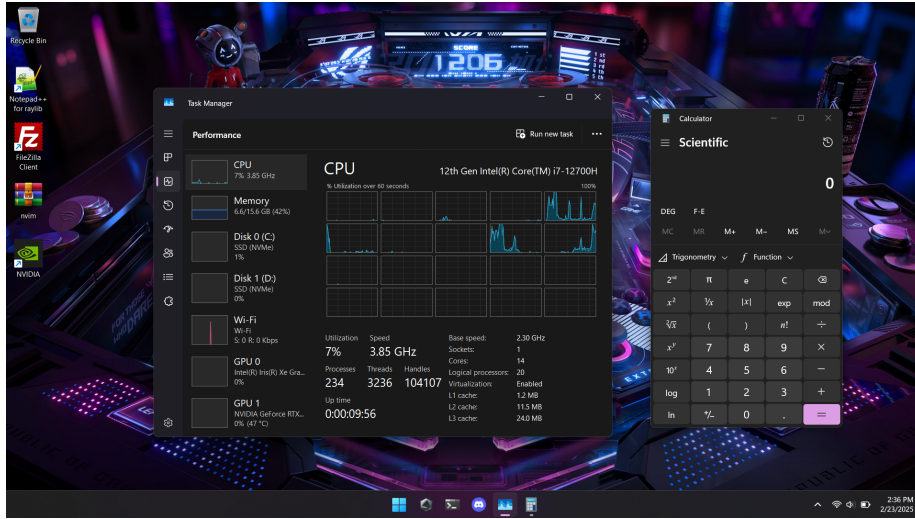 Recycle Bin
Notepad++
for raylib
FileZilla
Client
nvim
NVIDIA
SCORE
1206
Task Manager
Performance
Run new task
CPU
7% 3.85 GHz
Memory
6.6/15.6 GB (42%)
Disk 0 (C:)
SSD (NVMe)
1%
Disk 1 (D:)
SSD (NVMe)
0%
Wi-Fi
Wi-Fi
S: 0 R: 0 Kbps
GPU 0
Intel(R) Iris(R) Xe Gra...
0%
GPU 1
NVIDIA GeForce RTX...
0% (47 °C)
CPU
12th Gen Intel(R) Core(TM) i7-12700H
% Utilization over 60 seconds
100%
Utilization
Speed
7%
3.85 GHz
Processes
Threads
Handles
234
3236
104107
Up time
0:00:09:56
Base speed: 2.30 GHz
Sockets: 1
Cores: 14
Logical processors: 20
Virtualization: Enabled
L1 cache: 1.2 MB
L2 cache: 11.5 MB
L3 cache: 24.0 MB
Calculator
Scientific
0
DEG F-E
MC MR M+ M− MS M˅
Trigonometry Function
2ⁿᵈ π e C
x² ¹/x |x| exp mod
²√x ( ) n! ÷
xʸ 7 8 9 ×
10ˣ 4 5 6 −
log 1 2 3 +
ln +/− 0 . =
2:36 PM
2/23/2025